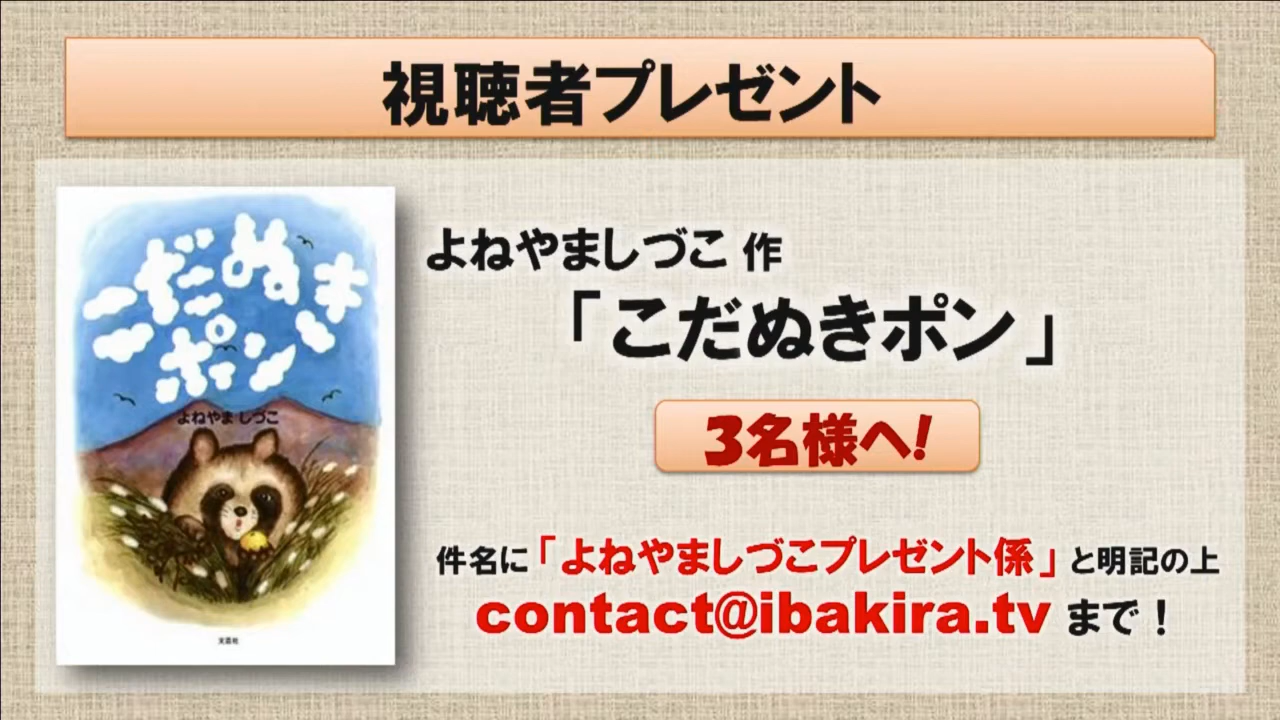 視聴者プレゼント
こだぬき
ポン
よねやま しづこ
文芸社
よねやましづこ 作
「こだぬきポン」
3名様へ!
件名に「よねやましづこプレゼント係」と明記の上
contact@ibakira.tv まで！